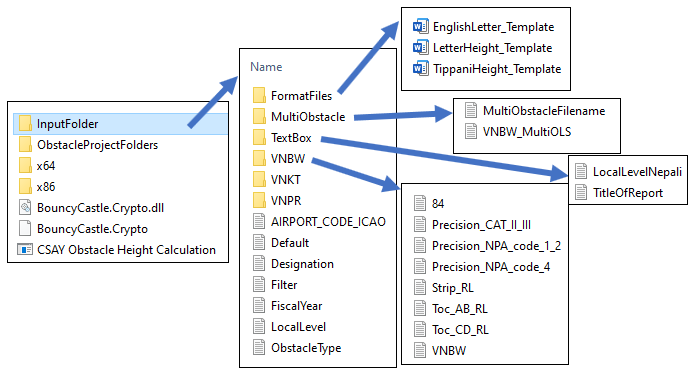 InputFolder
ObstacleProjectFolders
x64
x86
BouncyCastle.Crypto.dll
BouncyCastle.Crypto
CSAY Obstacle Height Calculation
Name
FormatFiles
MultiObstacle
TextBox
VNBW
VNKT
VNPR
AIRPORT_CODE_ICAO
Default
Designation
Filter
FiscalYear
LocalLevel
ObstacleType
EnglishLetter_Template
LetterHeight_Template
TippaniHeight_Template
MultiObstacleFilename
VNBW_MultiOLS
LocalLevelNepali
TitleOfReport
84
Precision_CAT_II_III
Precision_NPA_code_1_2
Precision_NPA_code_4
Strip_RL
Toc_AB_RL
Toc_CD_RL
VNBW